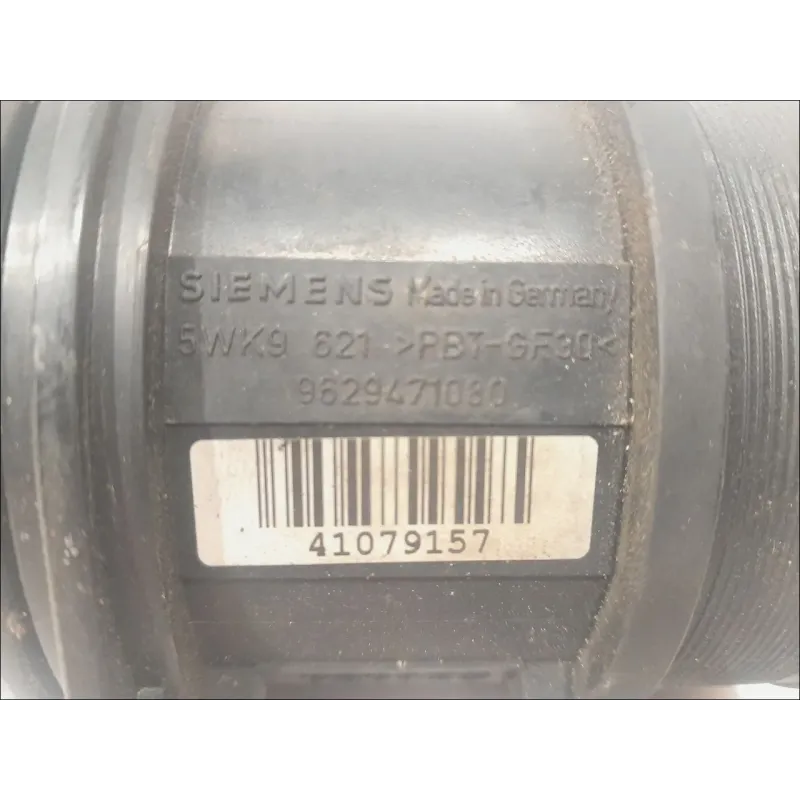 SIEMENS Made in Germany
5WK9 621 >PBT-GF30<
9629471080
41079157